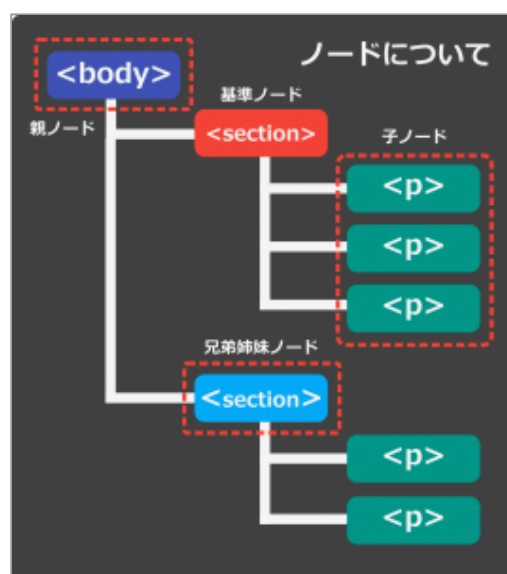 ノードについて
<body>
基準ノード
親ノード
<section>
子ノード
<p>
<p>
<p>
兄弟姉妹ノード
<section>
<p>
<p>